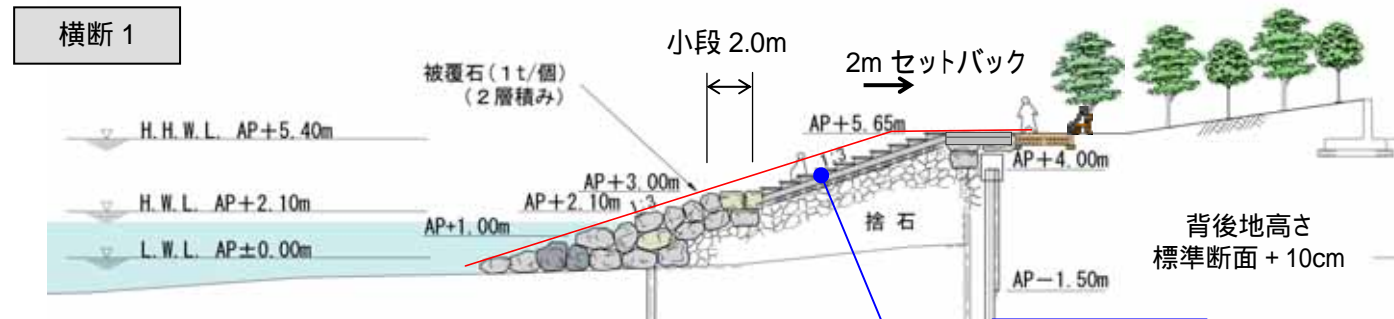 横断 1
小段 2.0m
2m セットバック
被覆石(1t/個)
(2層積み)
H.H.W.L. AP+5.40m
AP+5.65m
1:3
AP+4.00m
AP+3.00m
H.W.L. AP+2.10m
AP+2.10m
1:3
AP+1.00m
捨石
背後地高さ
標準断面 + 10cm
L.W.L. AP±0.00m
AP-1.50m